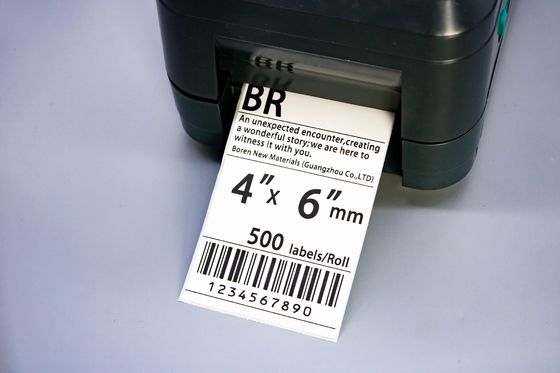 BR
An unexpected encounter,creating
a wonderful story;we are here to
witness it with you.
Boren New Materials (Guangzhou Co.,LTD)
4″x 6″mm
500 labels/Roll
1234567890